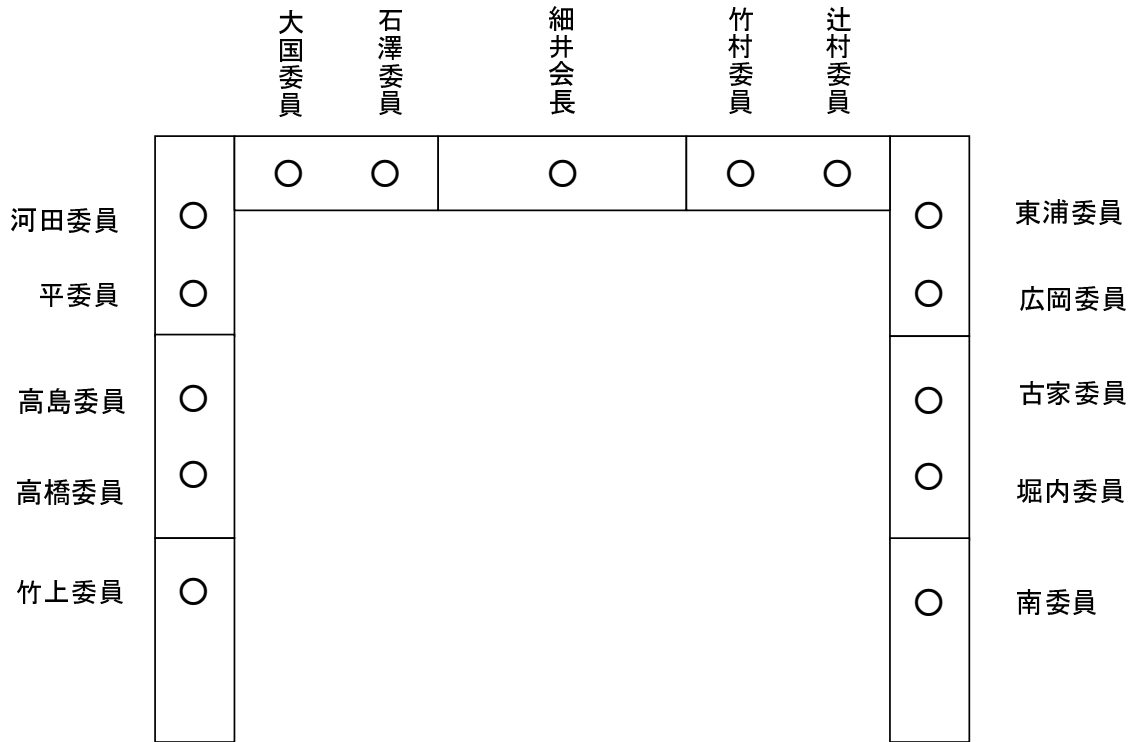 大国委員
石澤委員
細井会長
竹村委員
辻村委員
河田委員
東浦委員
平委員
広岡委員
高島委員
古家委員
高橋委員
堀内委員
竹上委員
南委員